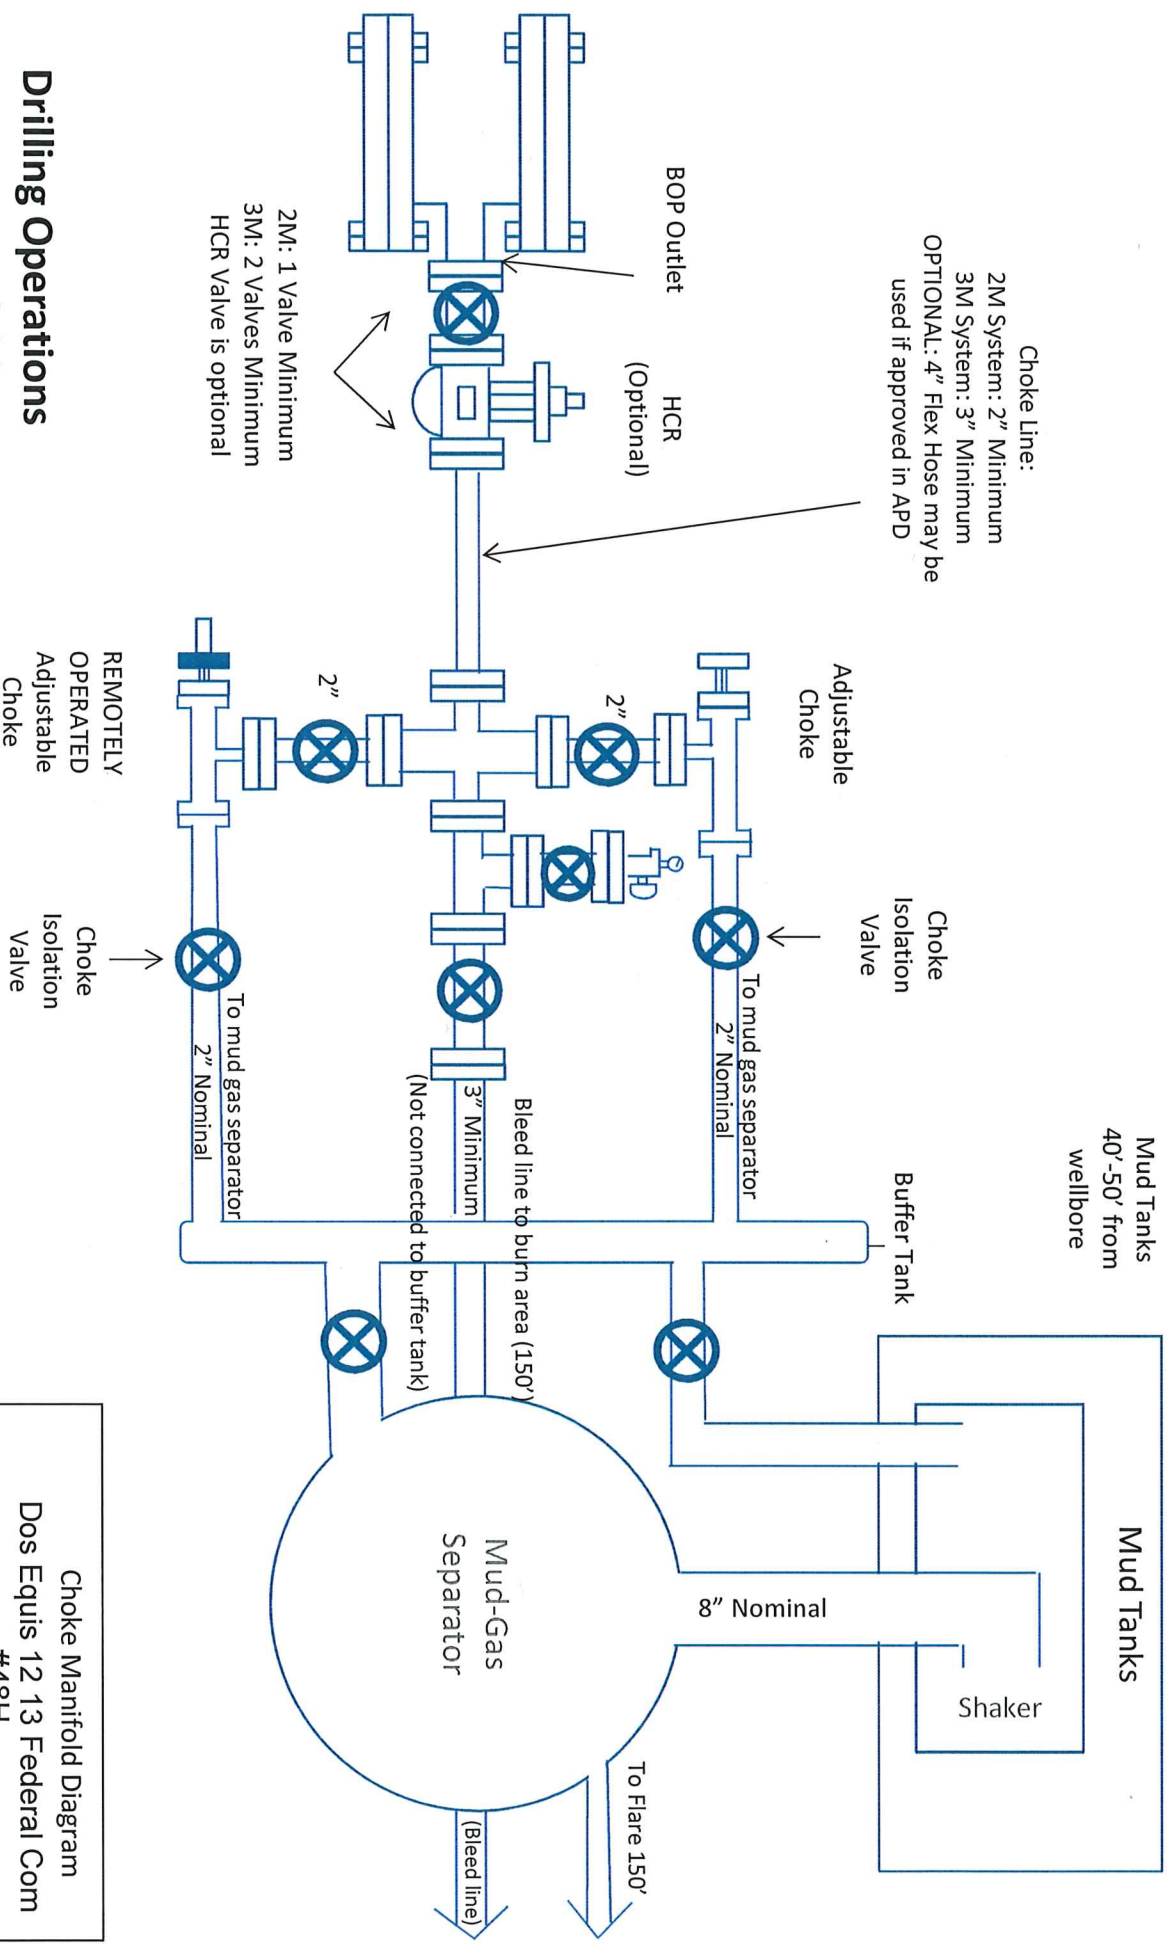 Choke Line:
2M System: 2” Minimum
3M System: 3” Minimum
OPTIONAL: 4” Flex Hose may be
used if approved in APD
BOP Outlet
HCR
(Optional)
2M: 1 Valve Minimum
3M: 2 Valves Minimum
HCR Valve is optional
Drilling Operations
Adjustable
Choke
2”
2”
REMOTELY
OPERATED
Adjustable
Choke
Choke
Isolation
Valve
To mud gas separator
2” Nominal
Bleed line to burn area (150’)
3” Minimum
(Not connected to buffer tank)
To mud gas separator
2” Nominal
Choke
Isolation
Valve
Mud Tanks
40’-50’ from
wellbore
Buffer Tank
Mud Tanks
Shaker
8” Nominal
Mud-Gas
Separator
To Flare 150’
(Bleed line)
Choke Manifold Diagram
Dos Equis 12 13 Federal Com